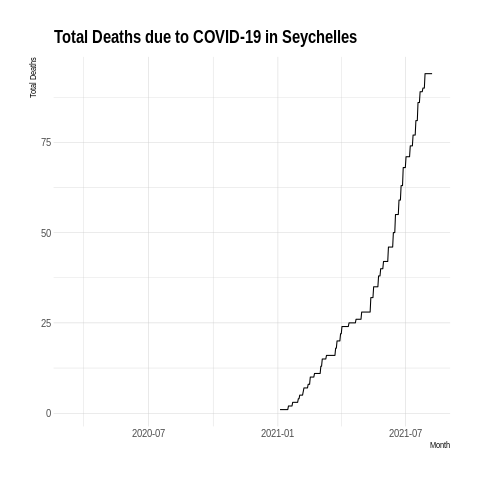 Total Deaths due to COVID-19 in Seychelles
Total Deaths
75
50
25
0
2020-07
2021-01
2021-07
Month